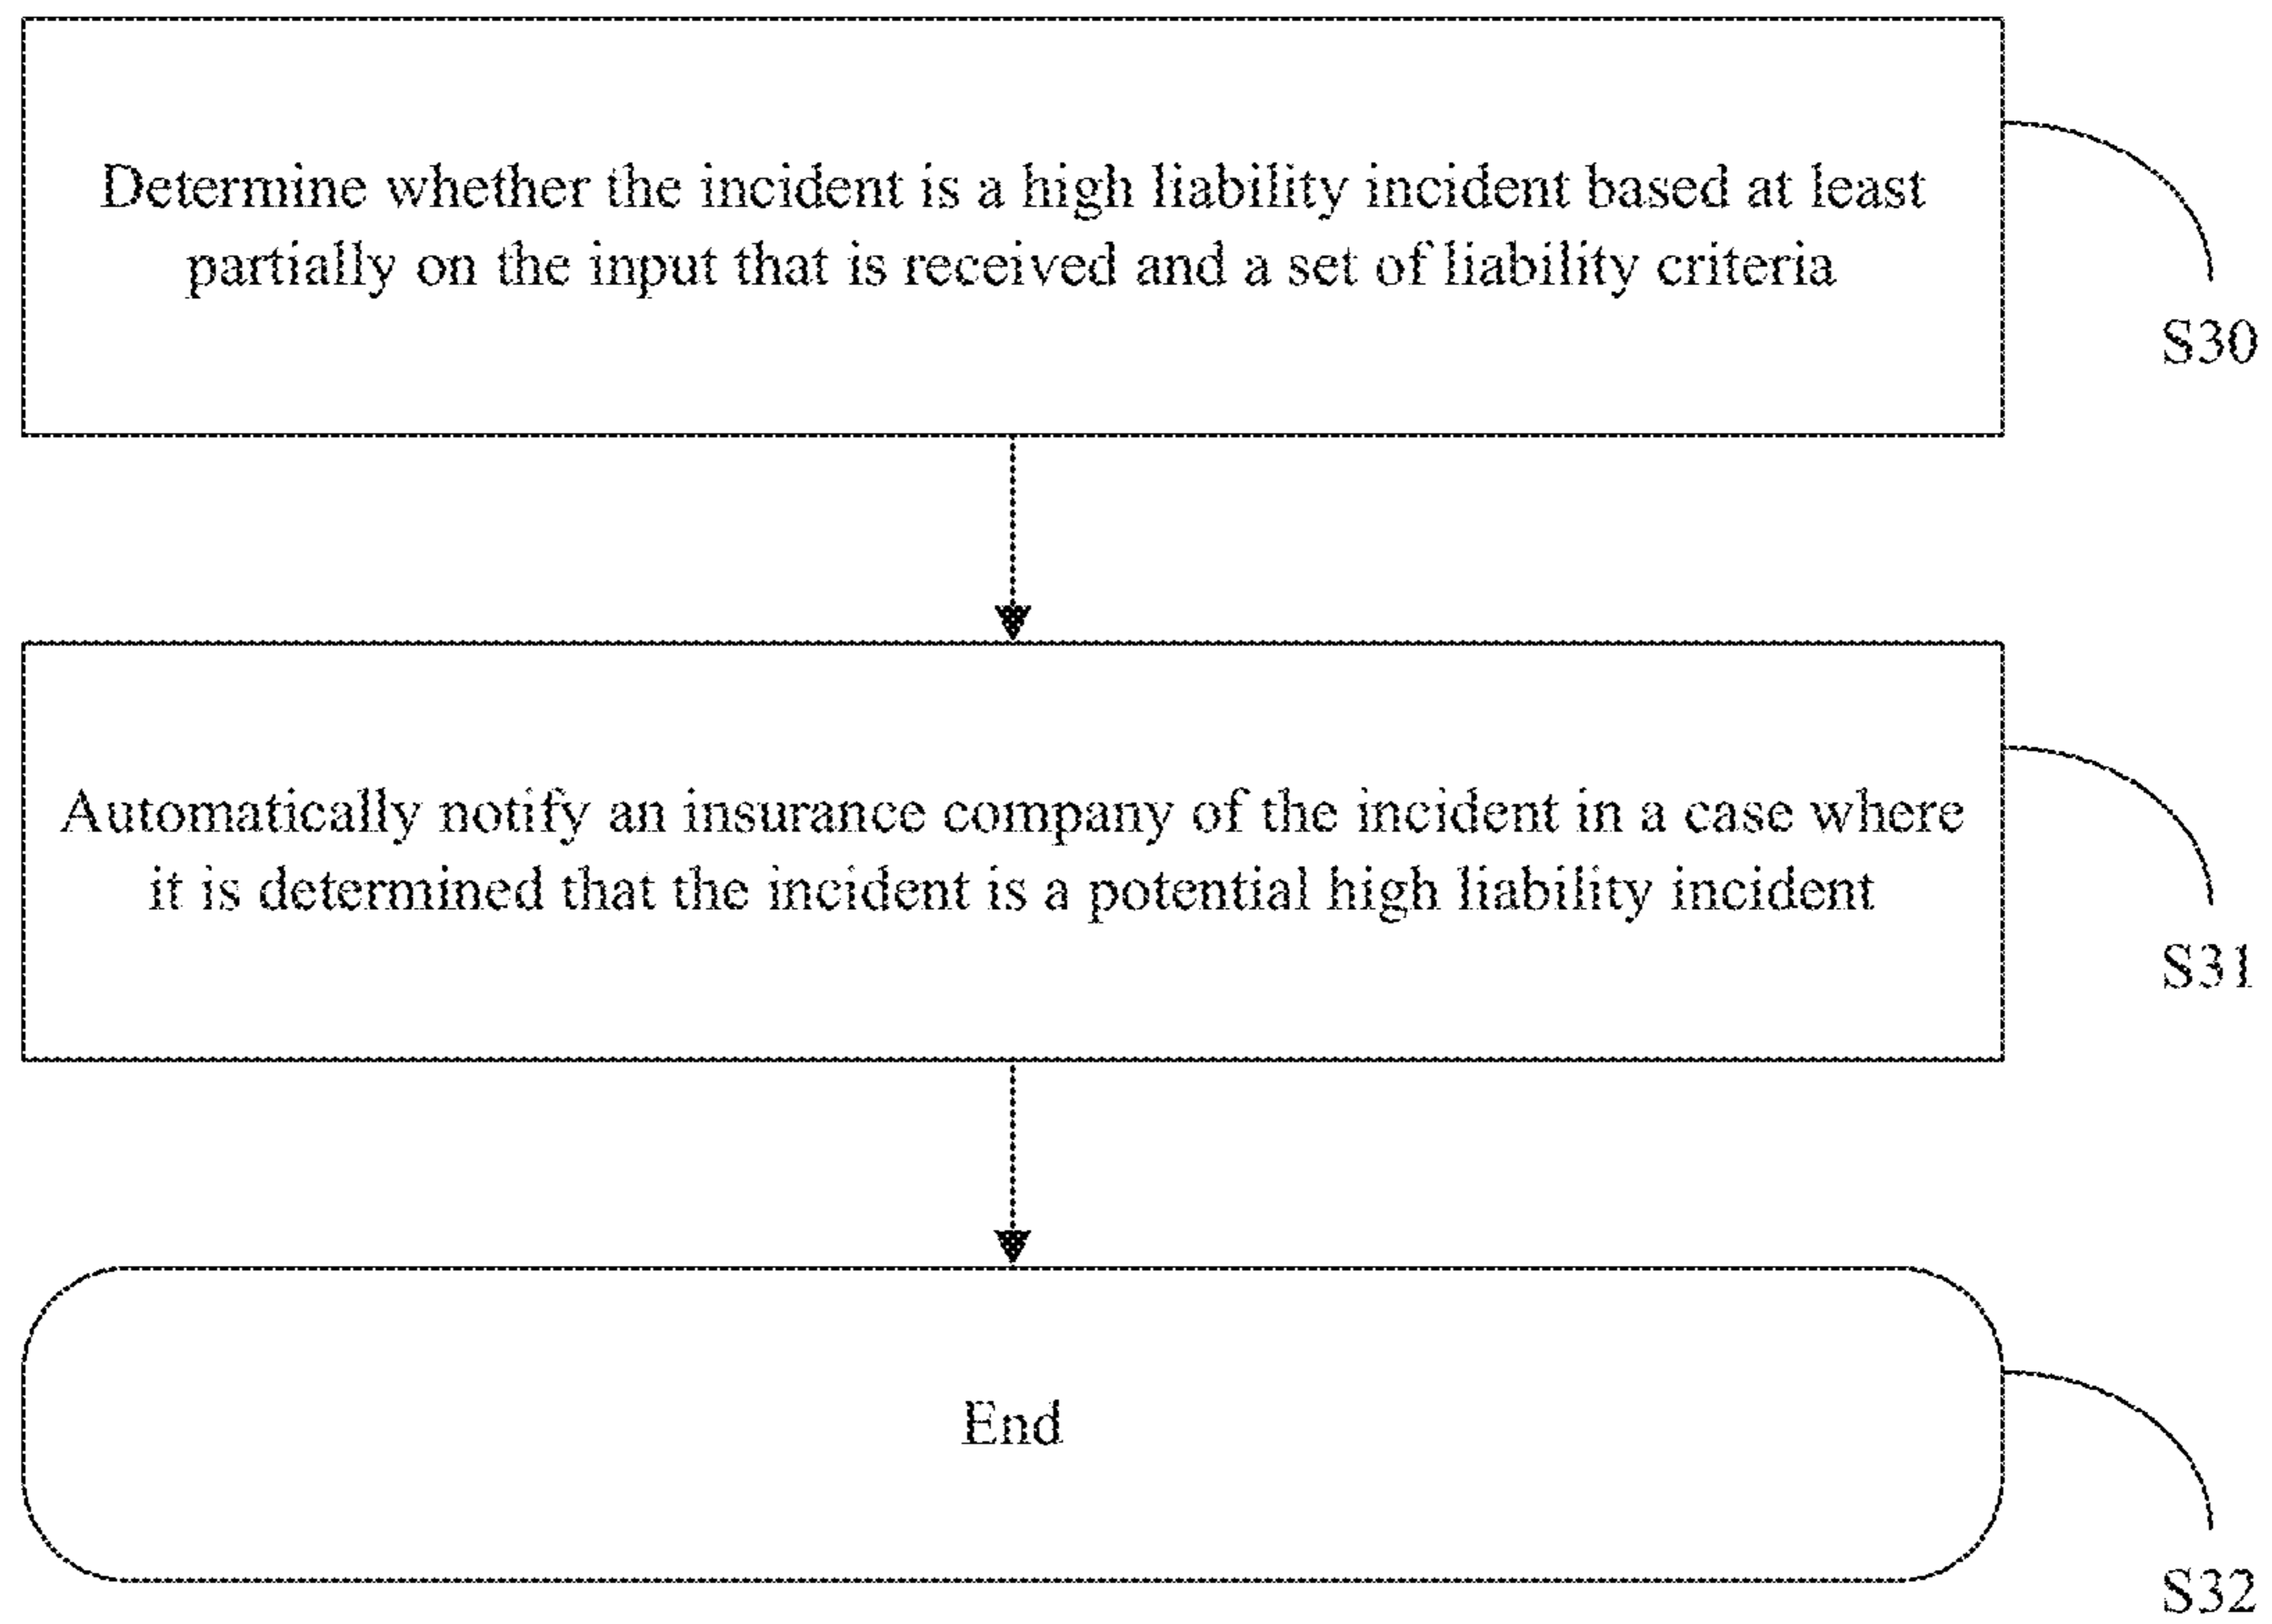 Determine whether the incident is a high liability incident based at least
partially on the input that is received and a set of liability criteria
S30
Automatically notify an insurance company of the incident in a case where
it is determined that the incident is a potential high liability incident
S31
End
S32